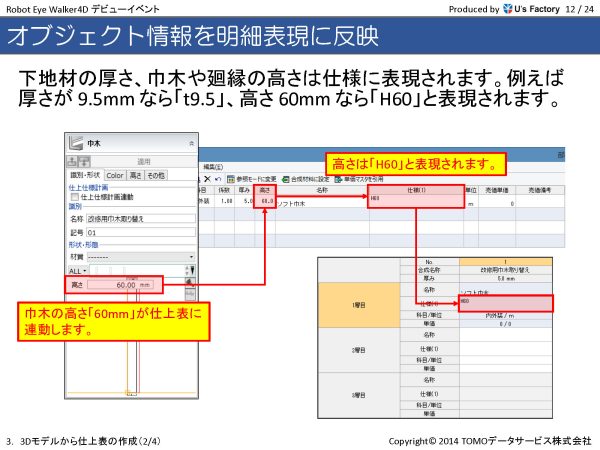 Robot Eye Walker4D デビューイベント
Produced by U's Factory 12 / 24
オブジェクト情報を明細表現に反映
下地材の厚さ、巾木や廻縁の高さは仕様に表現されます。例えば
厚さが 9.5mm なら「t9.5」、高さ 60mm なら「H60」と表現されます。
巾木
適用
識別・形状 Color 高さ その他
仕上仕様計画
仕上仕様計画連動
識別
名称 改修用巾木取り替え
記号 01
形状・形態
材質 -------
ALL
高さ 60.00 mm
巾木の高さ「60mm」が仕上表に
連動します。
編集(E)
高さは「H60」と表現されます。
参照モードに変更 合成材料に設定 単価マスタを引用
科目 係数 厚み 高さ 名称 仕様(1) 単位 売価単価 売価備考
外装 1.00 5.0 60.0 ソフト巾木 H60 m 0
No. 1
合成名称 改修用巾木取り替え
厚み 5.0 mm
1層目
名称 ソフト巾木
仕様(1) H60
科目/単位 内外装 / m
単価 0 / 0
2層目
名称
仕様(1)
科目/単位
単価
3層目
名称
仕様(1)
科目/単位
単価
3. 3Dモデルから仕上表の作成(2/4)
Copyright© 2014 TOMOデータサービス株式会社